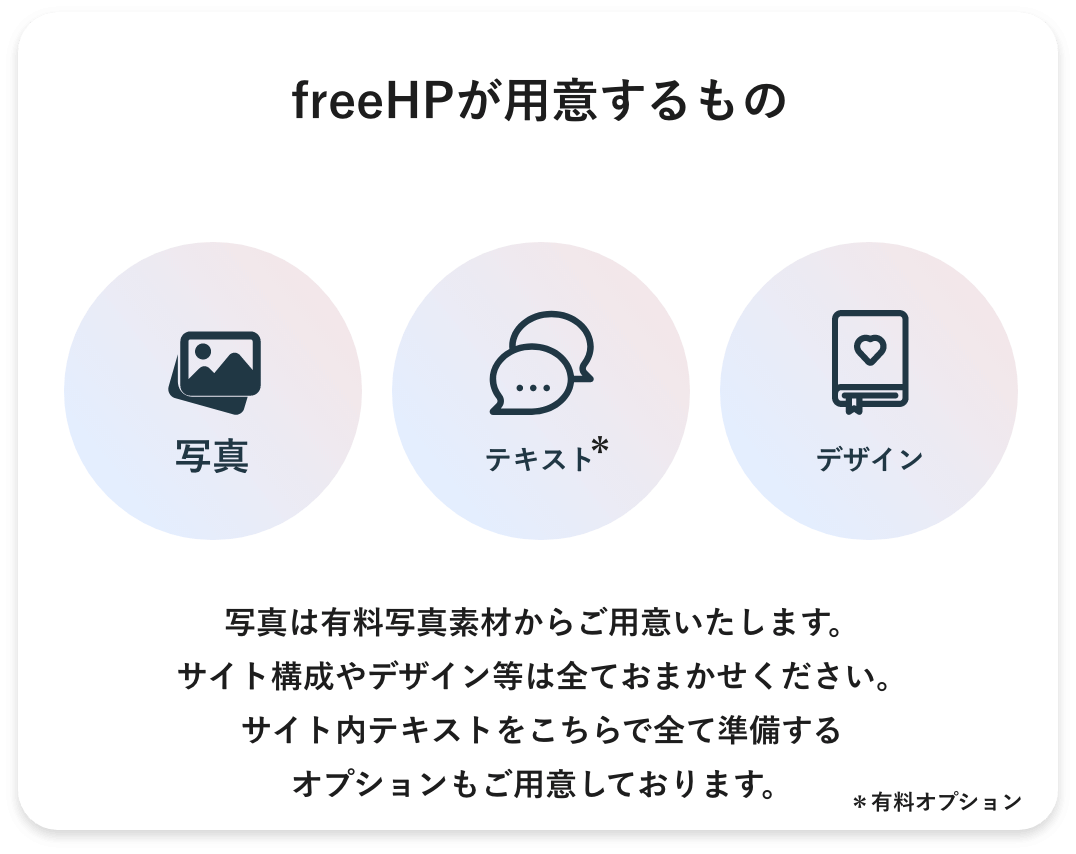 freeHPが用意するもの
写真
テキスト*
デザイン
写真は有料写真素材からご用意いたします。
サイト構成やデザイン等は全ておまかせください。
サイト内テキストをこちらで全て準備する
オプションもご用意しております。
＊有料オプション